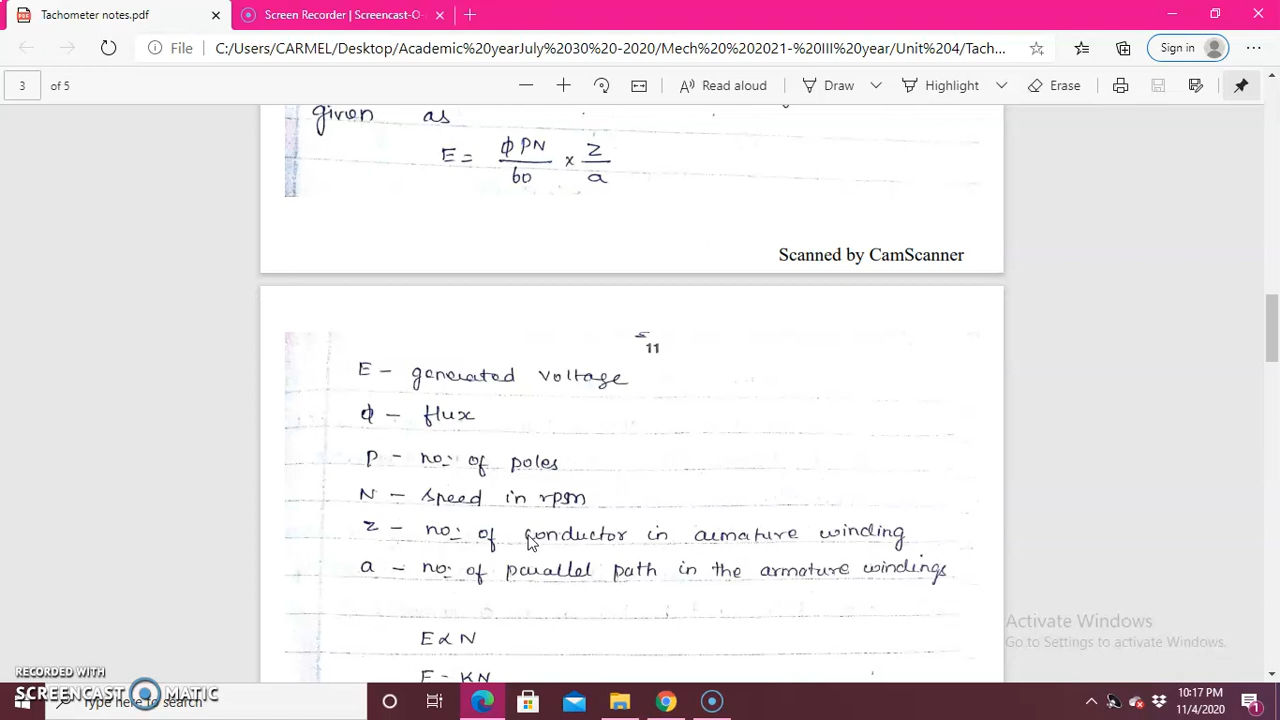 Tachometer notes.pdf
Screen Recorder | Screencast-O-
File
C:/Users/CARMEL/Desktop/Academic%20yearJuly%2030%20-2020/Mech%20%202021-%20III%20year/Unit%204/Tach...
Sign in
3 of 5
Read aloud
Draw
Highlight
Erase
given as
E = ϕPN/60 × Z/a
Scanned by CamScanner
11
E - generated voltage
ϕ - flux
P - no: of poles
N - speed in rpm
Z - no: of conductor in armature winding
a - no: of parallel path in the armature windings
E ∝ N
E = KN
Activate Windows
Go to Settings to activate Windows.
RECORDED WITH
SCREENCAST MATIC
Type here to search
10:17 PM
11/4/2020
1